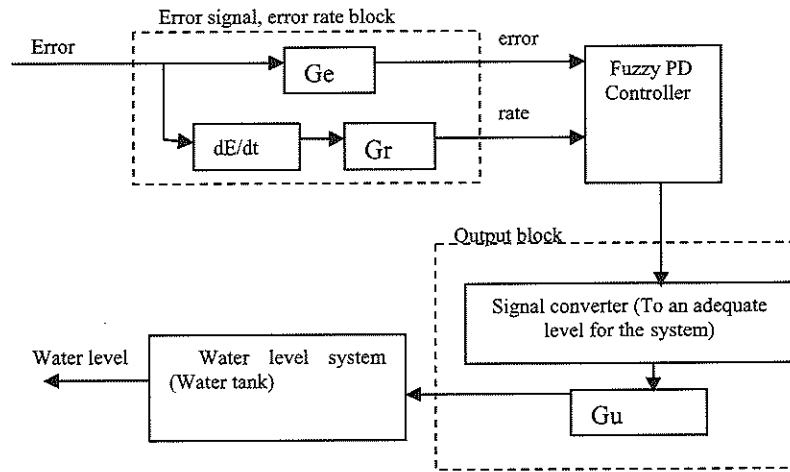 Error signal, error rate block
Error
error
Ge
Fuzzy PD
Controller
rate
dE/dt
Gr
Output block
Signal converter (To an adequate
level for the system)
Water level
Water level system
(Water tank)
Gu